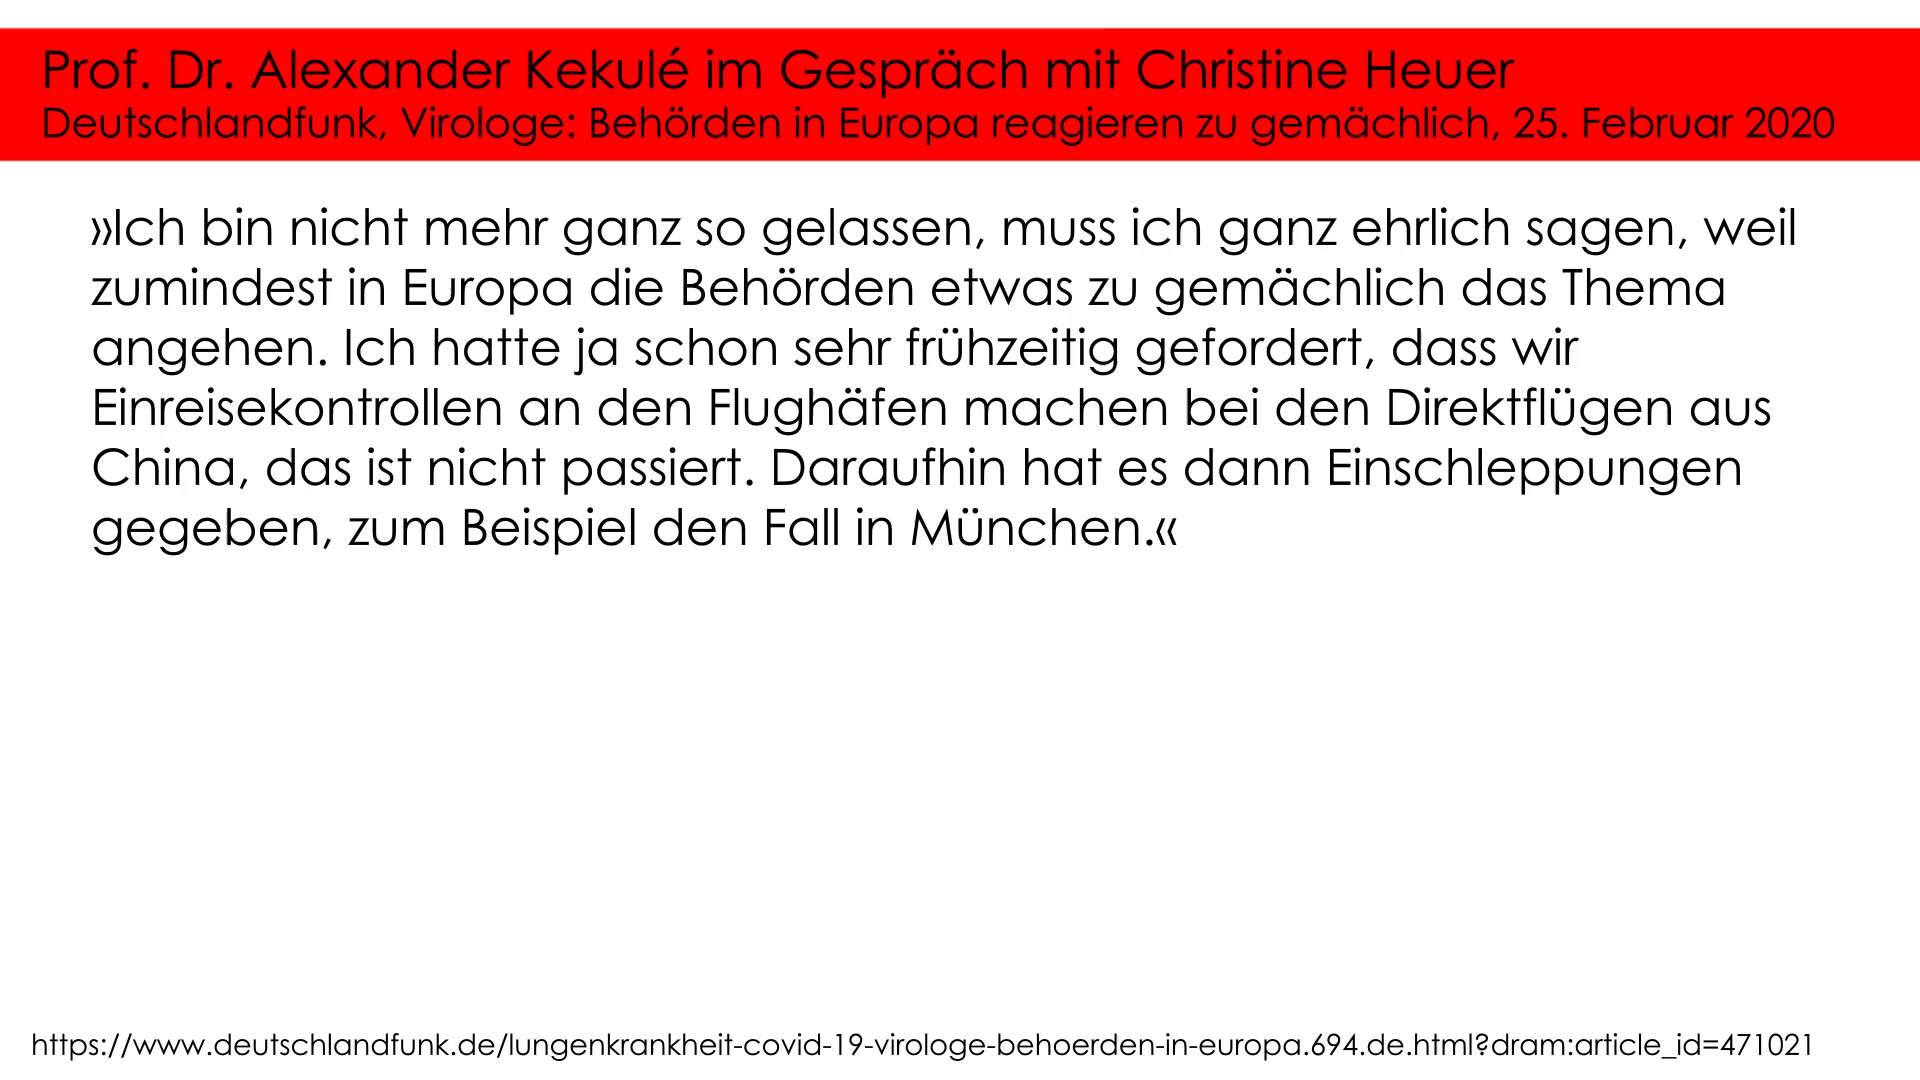 Prof. Dr. Alexander Kekulé im Gespräch mit Christine Heuer
Deutschlandfunk, Virologe: Behörden in Europa reagieren zu gemächlich, 25. Februar 2020
»Ich bin nicht mehr ganz so gelassen, muss ich ganz ehrlich sagen, weil
zumindest in Europa die Behörden etwas zu gemächlich das Thema
angehen. Ich hatte ja schon sehr frühzeitig gefordert, dass wir
Einreisekontrollen an den Flughäfen machen bei den Direktflügen aus
China, das ist nicht passiert. Daraufhin hat es dann Einschleppungen
gegeben, zum Beispiel den Fall in München.«
https://www.deutschlandfunk.de/lungenkrankheit-covid-19-virologe-behoerden-in-europa.694.de.html?dram:article_id=471021